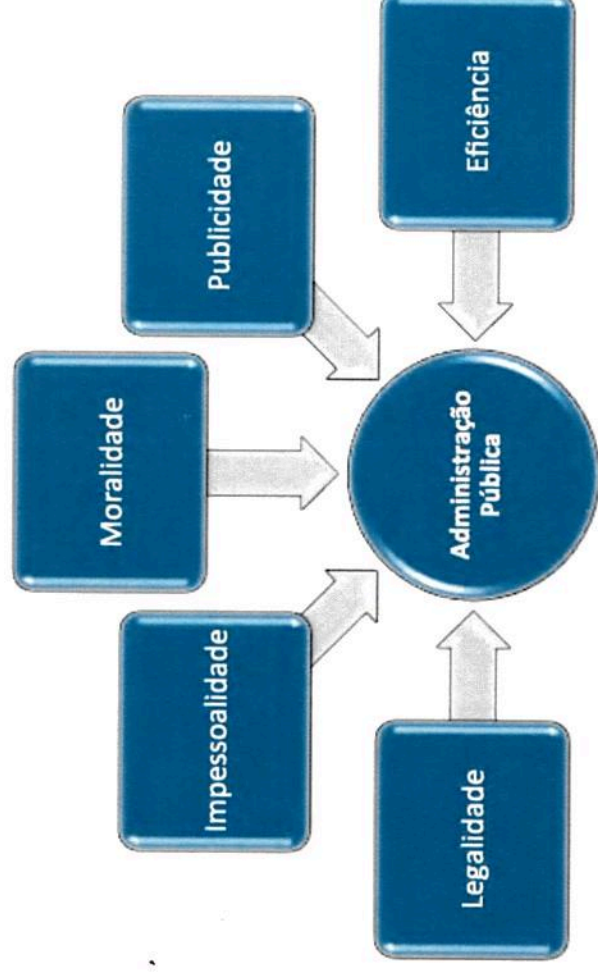 Legalidade
Impessoalidade
Moralidade
Publicidade
Eficiência
Administração
Pública